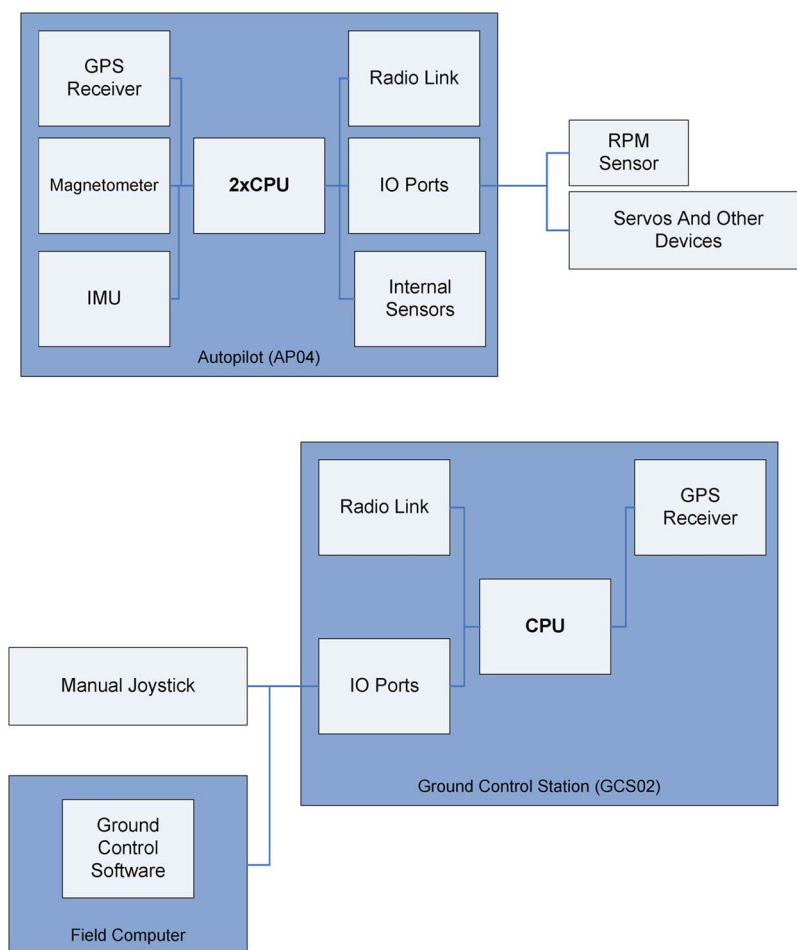 GPS
Receiver
Radio Link
Magnetometer
2xCPU
IO Ports
IMU
Internal
Sensors
Autopilot (AP04)
RPM
Sensor
Servos And Other
Devices
Radio Link
GPS
Receiver
CPU
IO Ports
Ground Control Station (GCS02)
Manual Joystick
Ground
Control
Software
Field Computer